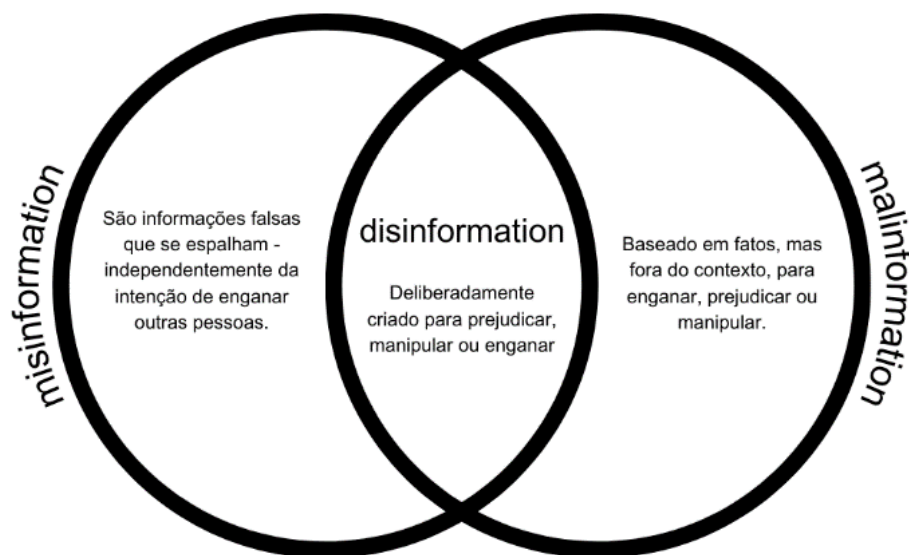 misinformation
São informações falsas
que se espalham -
independentemente da
intenção de enganar
outras pessoas.
disinformation
Deliberadamente
criado para prejudicar,
manipular ou enganar
Baseado em fatos, mas
fora do contexto, para
enganar, prejudicar ou
manipular.
malinformation